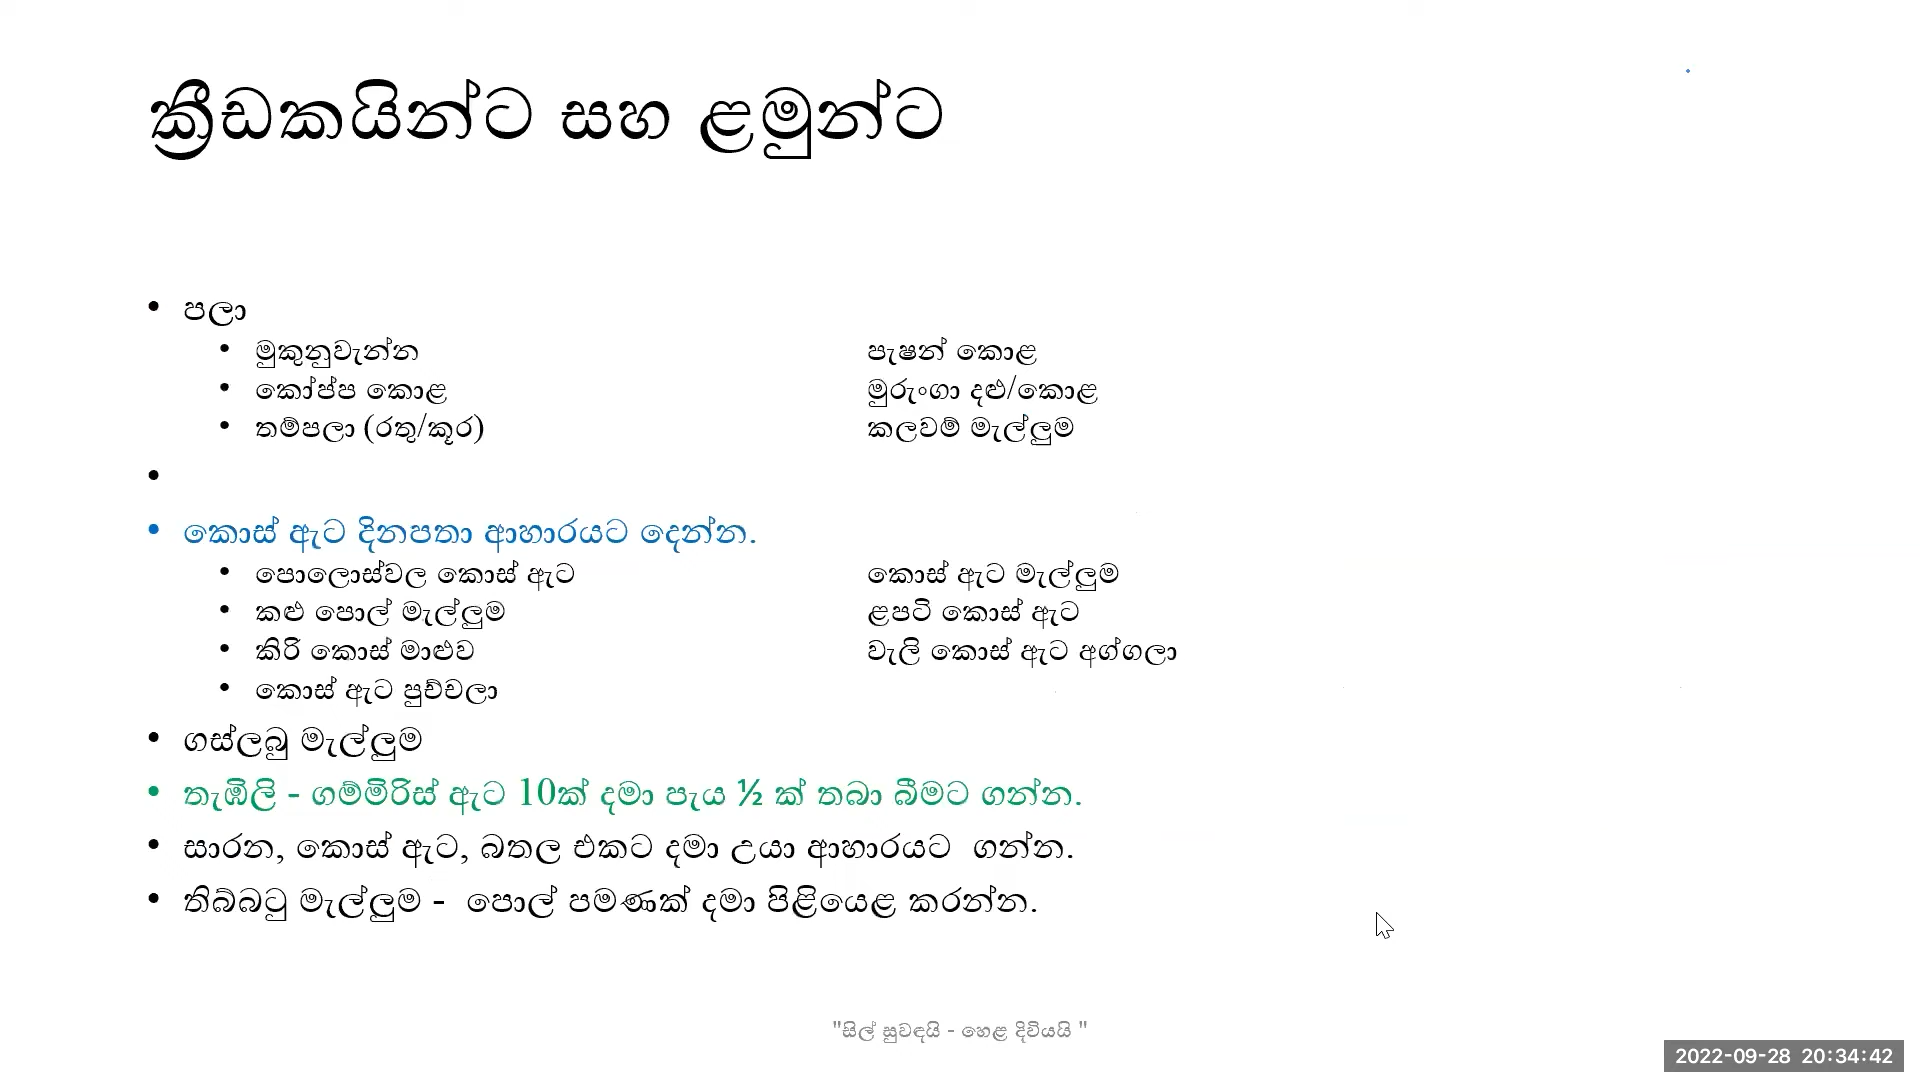 ක්‍රීඩකයින්ට සහ ළමුන්ට
• පලා
• මුකුනුවැන්න පැෂන් කොළ
• කෝප්ප කොළ මුරුංගා දළු/කොළ
• තම්පලා (රතු/කූර) කලවම් මැල්ලුම
•
• කොස් ඇට දිනපතා ආහාරයට දෙන්න.
• පොලොස්වල කොස් ඇට කොස් ඇට මැල්ලුම
• කළු පොල් මැල්ලුම ළපටි කොස් ඇට
• කිරි කොස් මාළුව වැලි කොස් ඇට අග්ගලා
• කොස් ඇට පුච්චලා
• ගස්ලබු මැල්ලුම
• තැඹිලි - ගම්මිරිස් ඇට 10ක් දමා පැය ½ ක් තබා බීමට ගන්න.
• සාරන, කොස් ඇට, බතල එකට දමා උයා ආහාරයට ගන්න.
• තිබ්බටු මැල්ලුම - පොල් පමණක් දමා පිළියෙළ කරන්න.
"සිල් සුවඳයි - හෙළ දිවියයි "
2022-09-28 20:34:42